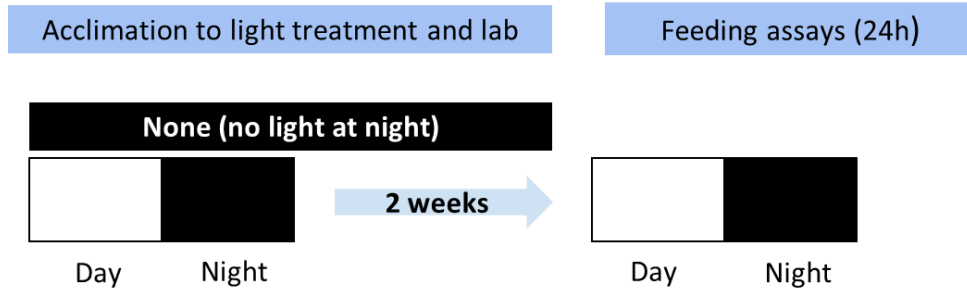 Acclimation to light treatment and lab
Feeding assays (24h)
None (no light at night)
2 weeks
Day
Night
Day
Night